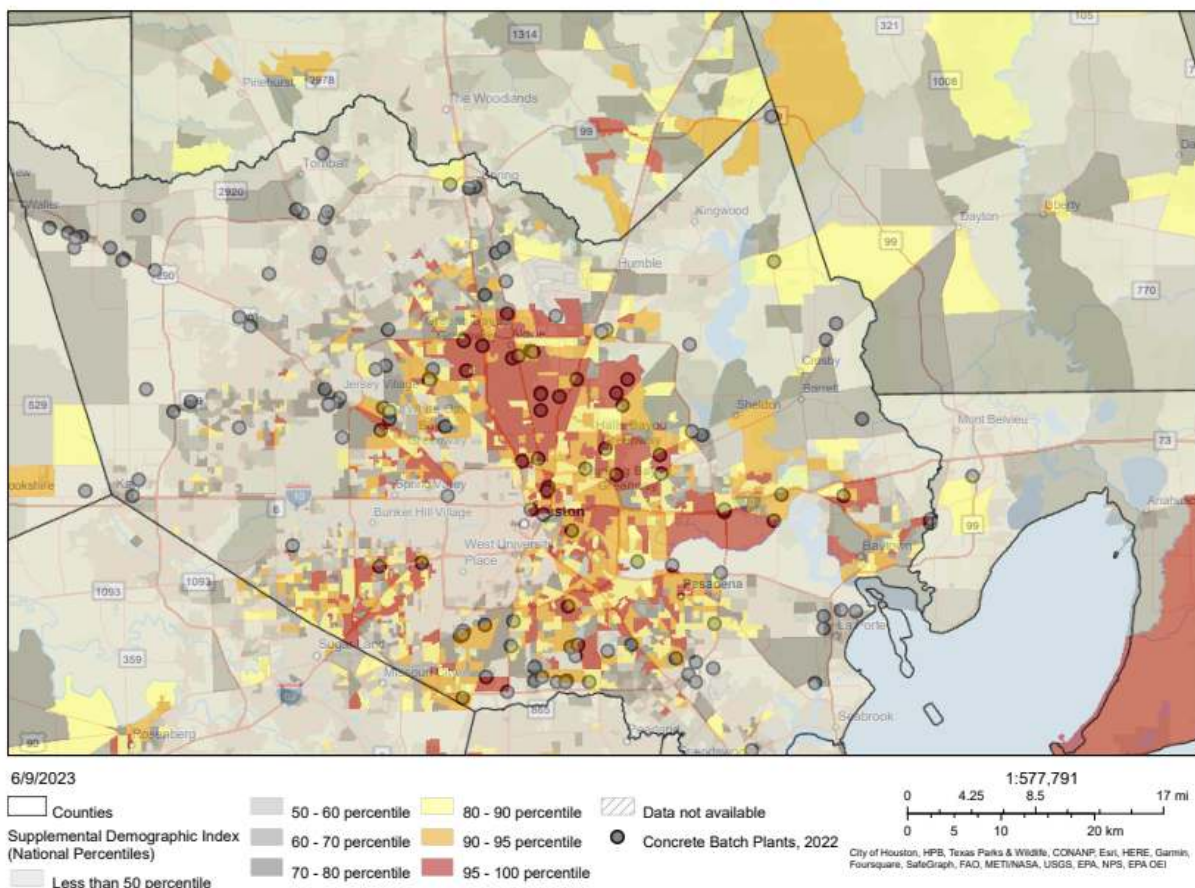 1314
321
105
2978
Pinehurst
1008
The Woodlands
99
Tomball
2920
Spring
Waller
Kingwood
Liberty
Dayton
99
Humble
290
770
Crosby
Barrett
Jersey Village
529
Sheldon
Mont Belvieu
73
Spring Valley
10
6
Bunker Hill Village
99
West University
Place
Baytown
1093
1093
Pasadena
La Porte
Sugar Land
359
Missouri City
Seabrook
865
90
Rosenberg
6/9/2023
1:577,791
Counties
50 - 60 percentile
80 - 90 percentile
Data not available
0 4.25 8.5 17 mi
Supplemental Demographic Index
(National Percentiles)
60 - 70 percentile
90 - 95 percentile
Concrete Batch Plants, 2022
0 5 10 20 km
Less than 50 percentile
70 - 80 percentile
95 - 100 percentile
City of Houston, HPB, Texas Parks & Wildlife, CONANP, Esri, HERE, Garmin,
Foursquare, SafeGraph, FAO, METI/NASA, USGS, EPA, NPS, EPA OEI